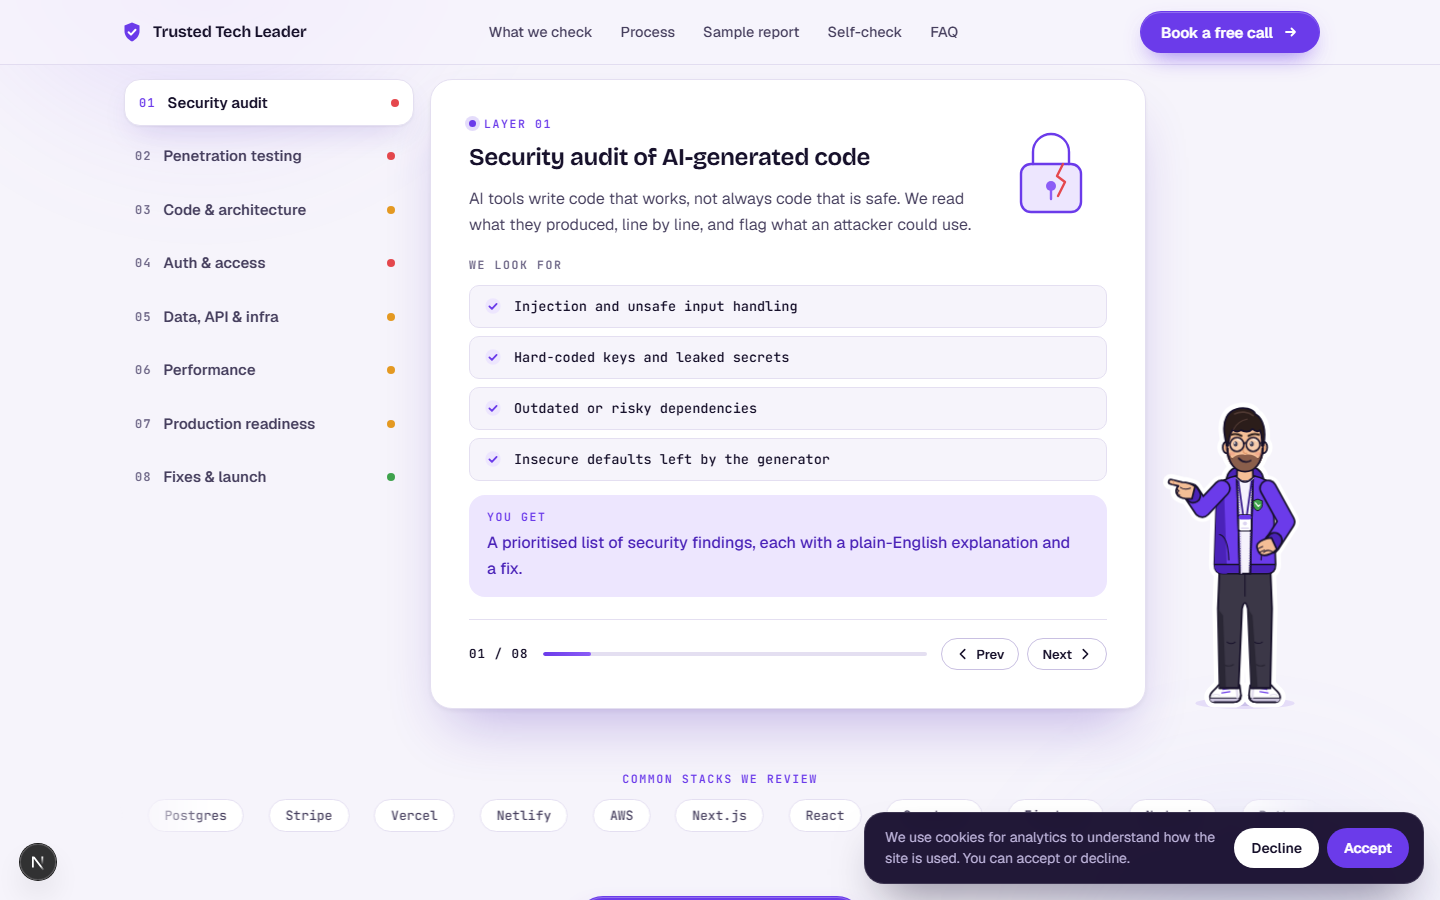 Trusted Tech Leader
What we check
Process
Sample report
Self-check
FAQ
Book a free call
01 Security audit
02 Penetration testing
03 Code & architecture
04 Auth & access
05 Data, API & infra
06 Performance
07 Production readiness
08 Fixes & launch
LAYER 01
Security audit of AI-generated code
AI tools write code that works, not always code that is safe. We read
what they produced, line by line, and flag what an attacker could use.
WE LOOK FOR
Injection and unsafe input handling
Hard-coded keys and leaked secrets
Outdated or risky dependencies
Insecure defaults left by the generator
YOU GET
A prioritised list of security findings, each with a plain-English explanation and
a fix.
01 / 08
Prev
Next
COMMON STACKS WE REVIEW
Postgres
Stripe
Vercel
Netlify
AWS
Next.js
React
We use cookies for analytics to understand how the
site is used. You can accept or decline.
Decline
Accept
N